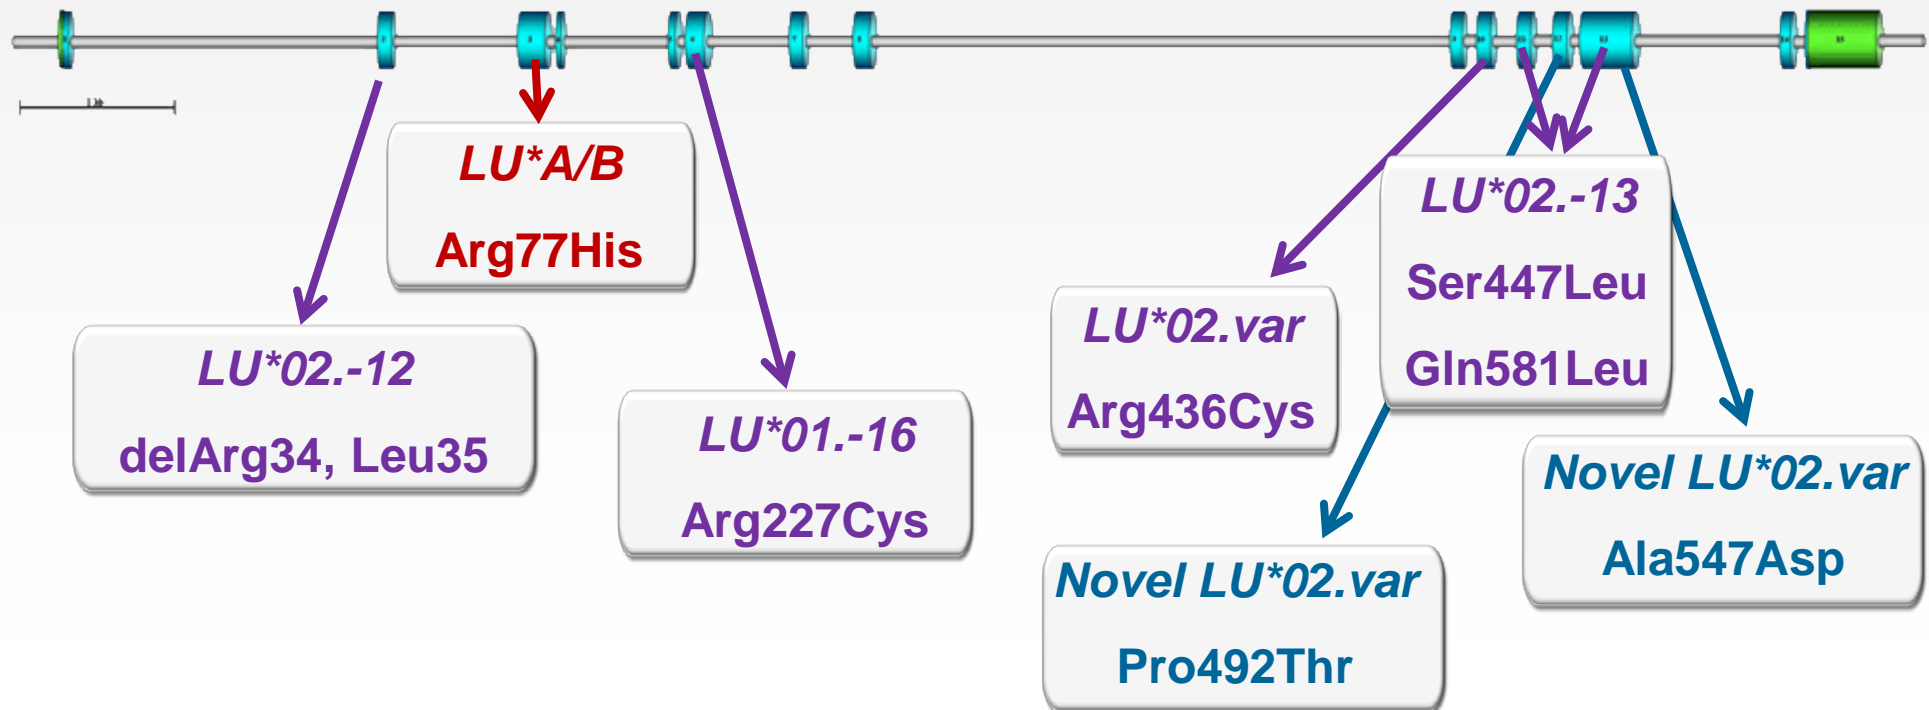 LU*A/B
Arg77His
LU*02.-12
delArg34, Leu35
LU*01.-16
Arg227Cys
LU*02.var
Arg436Cys
LU*02.-13
Ser447Leu
Gln581Leu
Novel LU*02.var
Pro492Thr
Novel LU*02.var
Ala547Asp